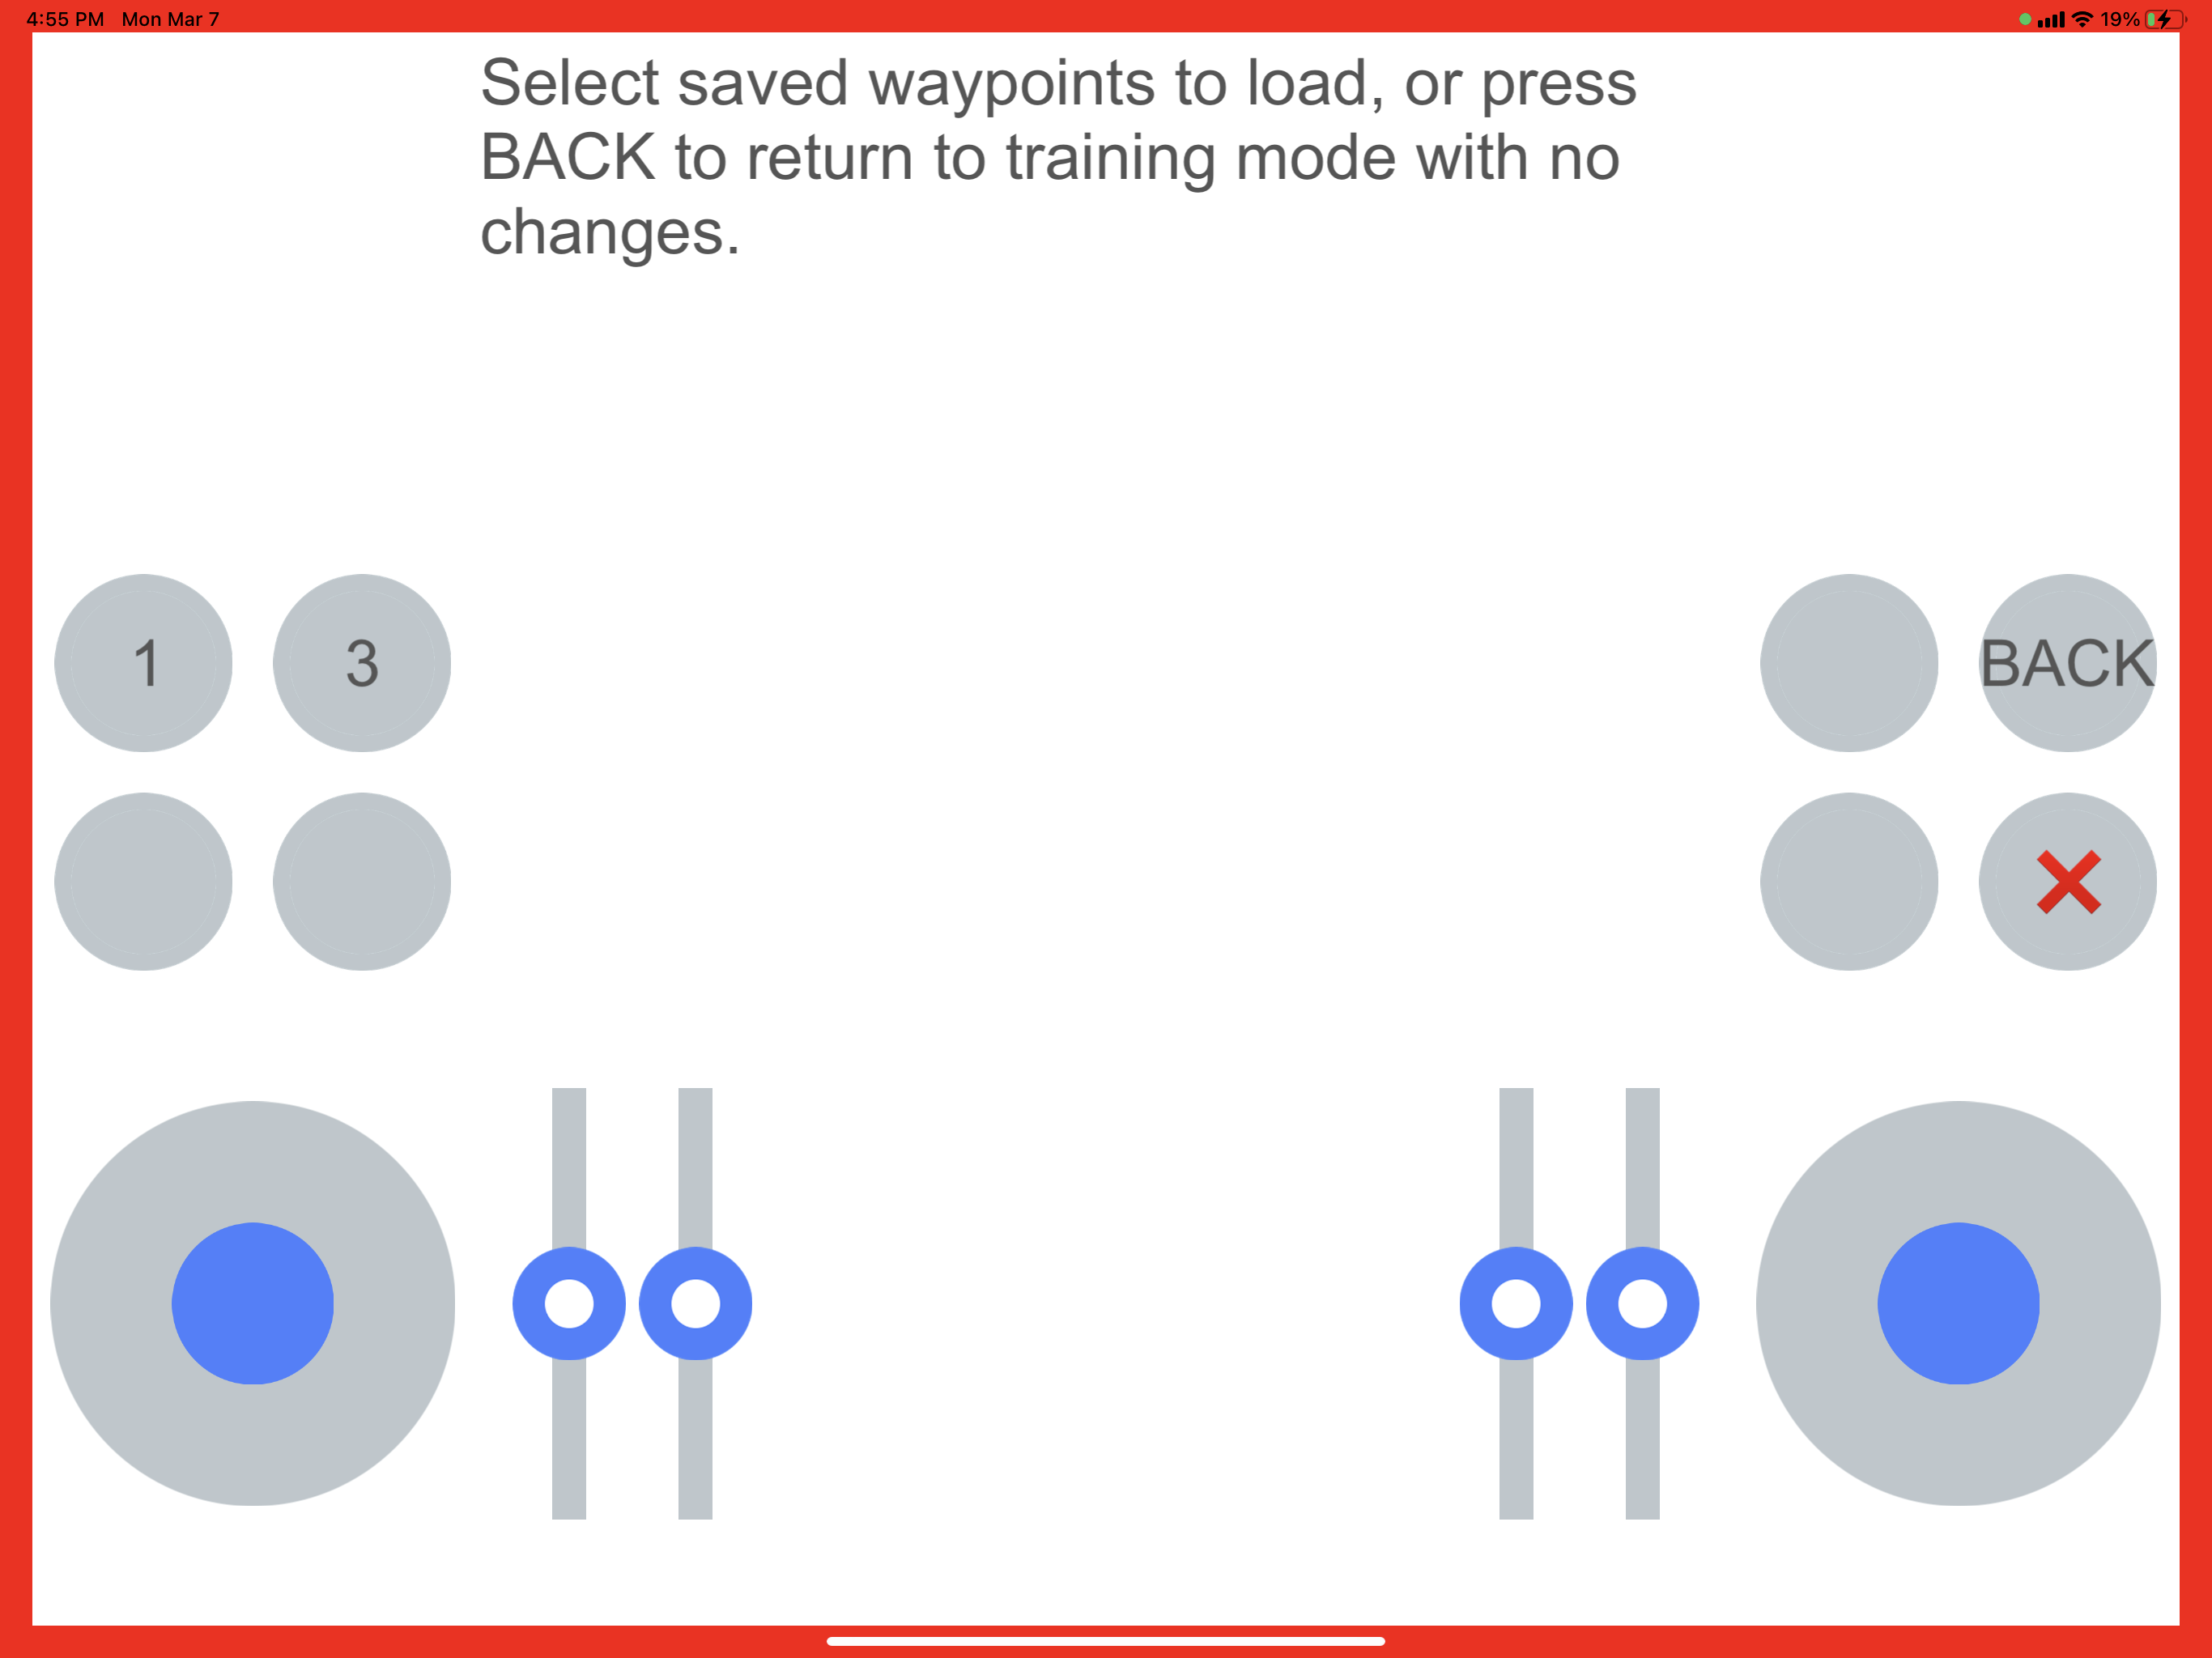 4:55 PM Mon Mar 7
19%
Select saved waypoints to load, or press
BACK to return to training mode with no
changes.
1
3
BACK